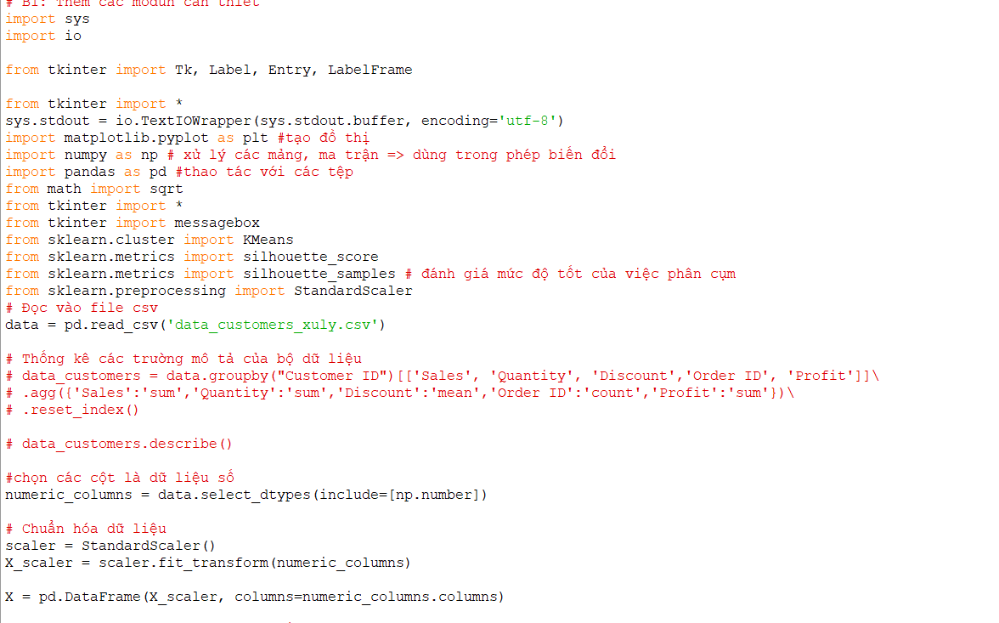 # B1: Thêm các môđun cần thiết
import sys
import io
from tkinter import Tk, Label, Entry, LabelFrame
from tkinter import *
sys.stdout = io.TextIOWrapper(sys.stdout.buffer, encoding='utf-8')
import matplotlib.pyplot as plt #tạo đồ thị
import numpy as np # xử lý các mảng, ma trận => dùng trong phép biến đổi
import pandas as pd #thao tác với các tệp
from math import sqrt
from tkinter import *
from tkinter import messagebox
from sklearn.cluster import KMeans
from sklearn.metrics import silhouette_score
from sklearn.metrics import silhouette_samples # đánh giá mức độ tốt của việc phân cụm
from sklearn.preprocessing import StandardScaler
# Đọc vào file csv
data = pd.read_csv('data_customers_xuly.csv')
# Thống kê các trường mô tả của bộ dữ liệu
# data_customers = data.groupby("Customer ID")[['Sales', 'Quantity', 'Discount','Order ID', 'Profit']]\
# .agg({'Sales':'sum','Quantity':'sum','Discount':'mean','Order ID':'count','Profit':'sum'})\
# .reset_index()
# data_customers.describe()
#chọn các cột là dữ liệu số
numeric_columns = data.select_dtypes(include=[np.number])
# Chuẩn hóa dữ liệu
scaler = StandardScaler()
X_scaler = scaler.fit_transform(numeric_columns)
X = pd.DataFrame(X_scaler, columns=numeric_columns.columns)